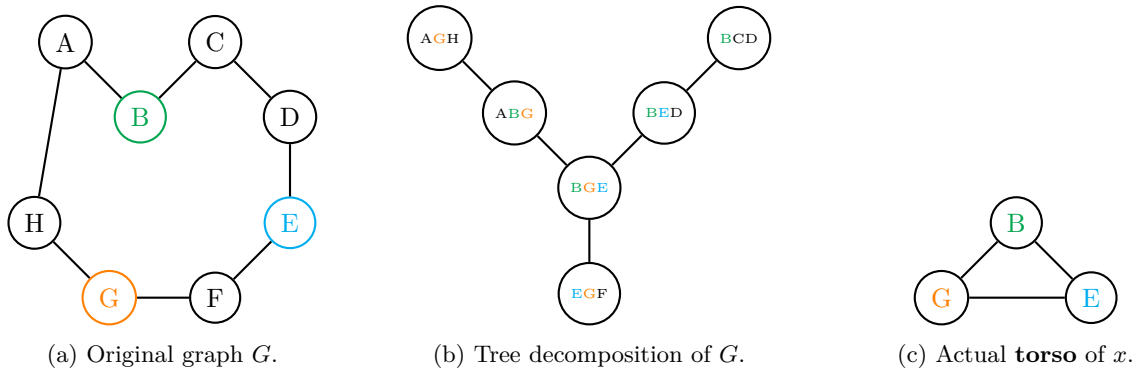 A
C
B
D
H
E
G
F
AGH
BCD
ABG
BED
BGE
EGF
B
G
E
(a) Original graph G.
(b) Tree decomposition of G.
(c) Actual torso of x.